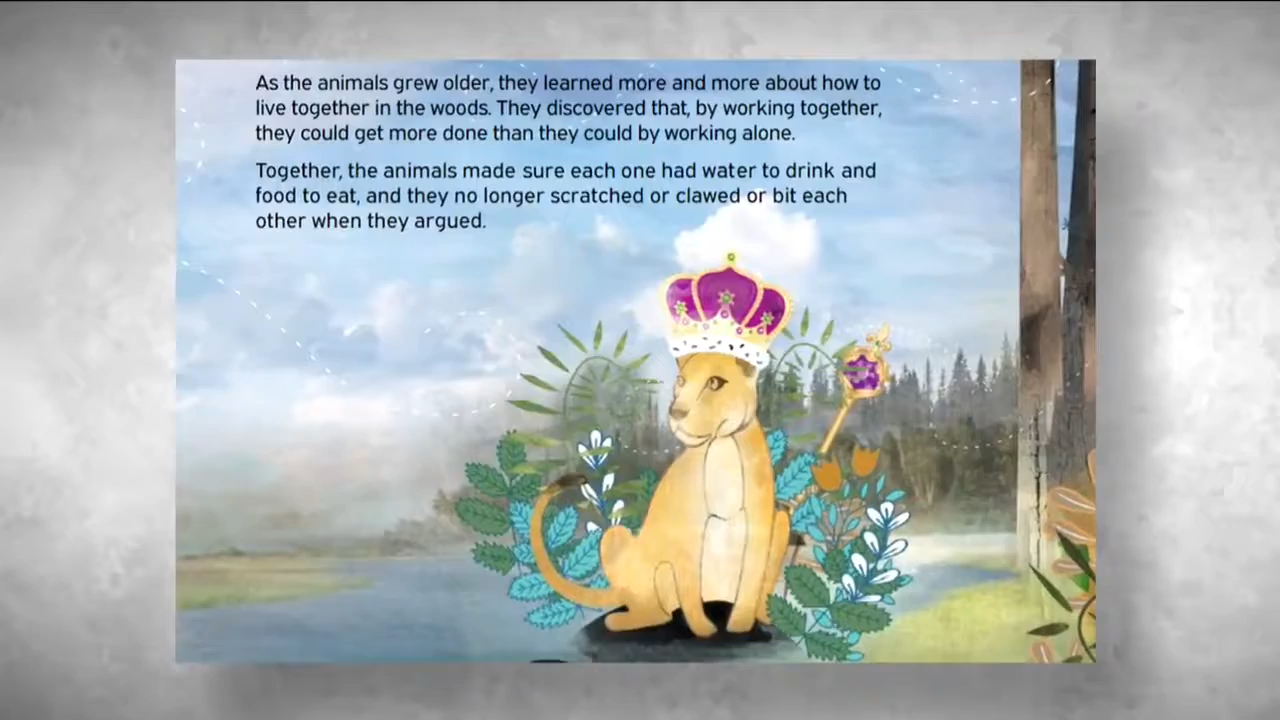 As the animals grew older, they learned more and more about how to
live together in the woods. They discovered that, by working together,
they could get more done than they could by working alone.
Together, the animals made sure each one had water to drink and
food to eat, and they no longer scratched or clawed or bit each
other when they argued.